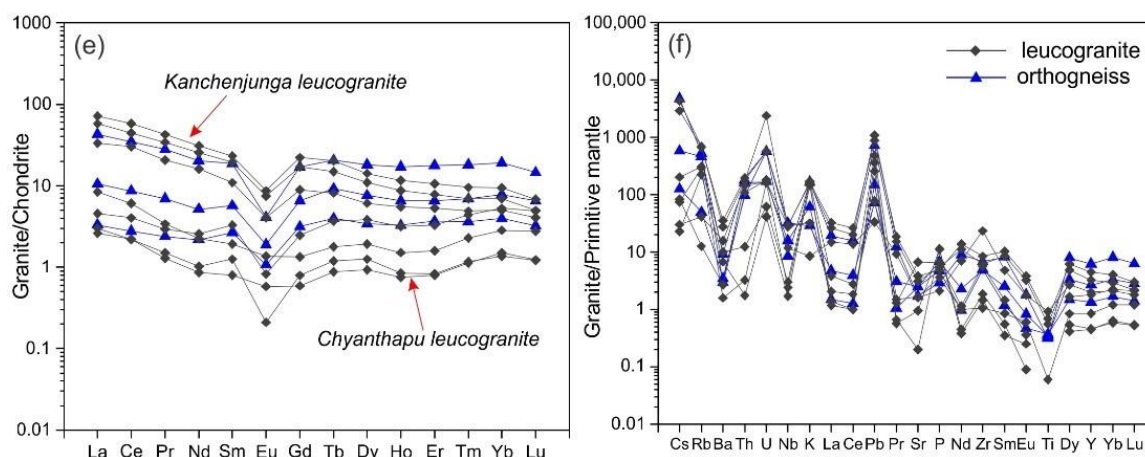 (e)
Granite/Chondrite
1000
100
10
1
0.1
0.01
Kanchenjunga leucogranite
Chyanthapu leucogranite
La Ce Pr Nd Sm Eu Gd Tb Dy Ho Er Tm Yb Lu
(f)
Granite/Primitive mantle
100,000
10,000
1 000
100
10
1
0.1
0.01
leucogranite
orthogneiss
Cs Rb Ba Th U Nb K La Ce Pb Pr Sr P Nd Zr Sm Eu Ti Dy Y Yb Lu